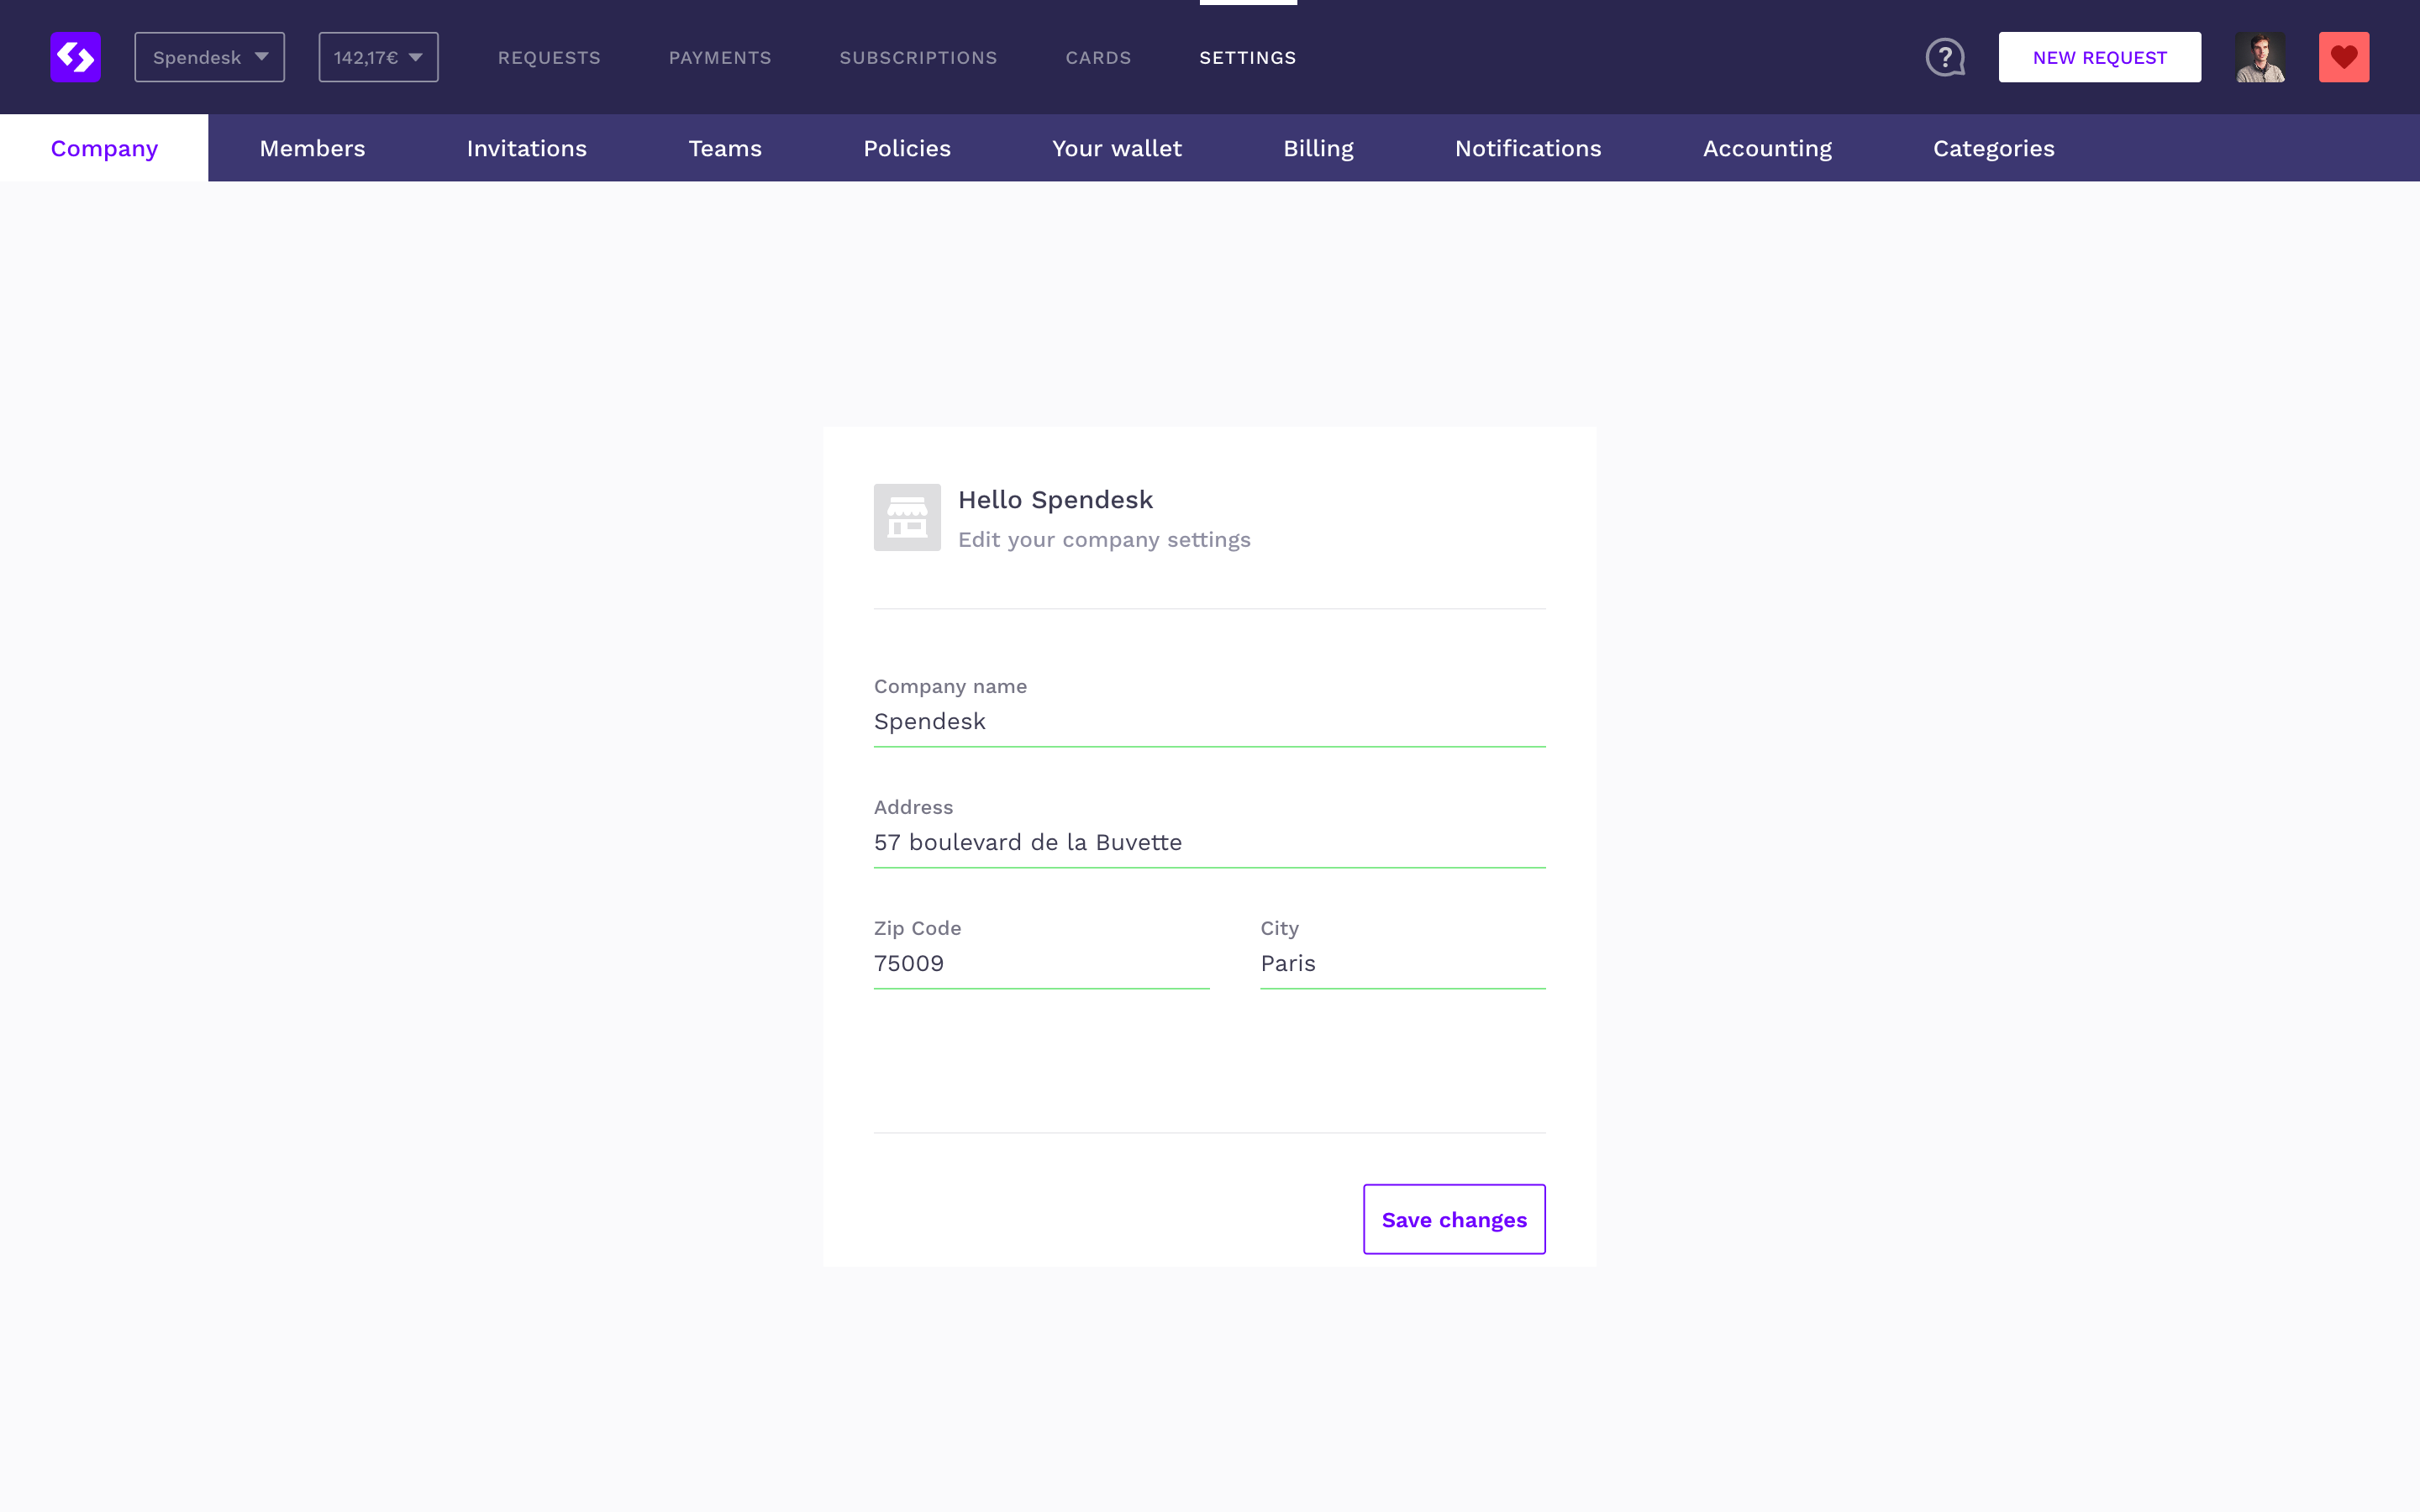 Spendesk 142,17€ REQUESTS PAYMENTS SUBSCRIPTIONS CARDS SETTINGS ? NEW REQUEST
Company Members Invitations Teams Policies Your wallet Billing Notifications Accounting Categories
Hello Spendesk
Edit your company settings
Company name
Spendesk
Address
57 boulevard de la Buvette
Zip Code City
75009 Paris
Save changes